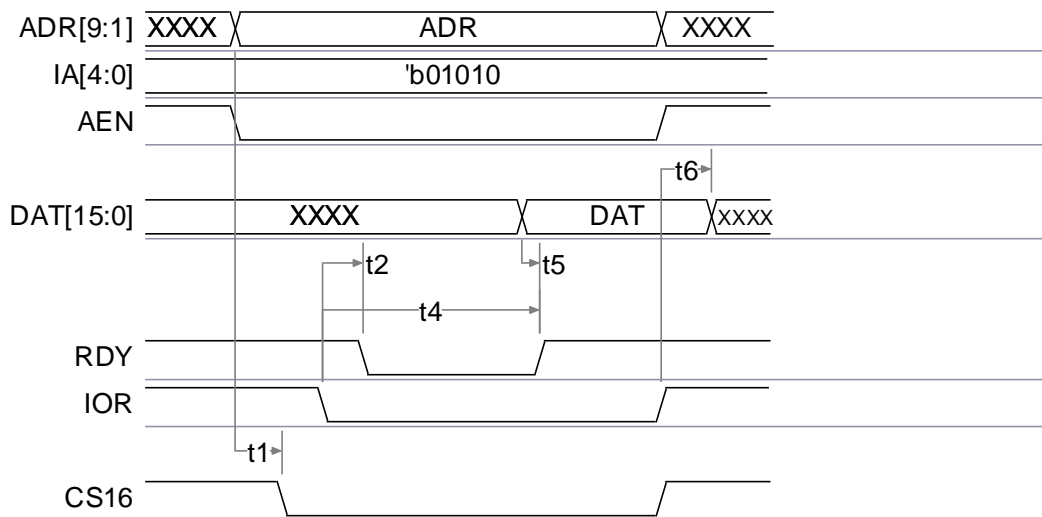 ADR[9:1] XXXX ADR XXXX
IA[4:0] 'b01010
AEN
t6
DAT[15:0] XXXX DAT XXXX
t2 t5
t4
RDY
IOR
t1
CS16